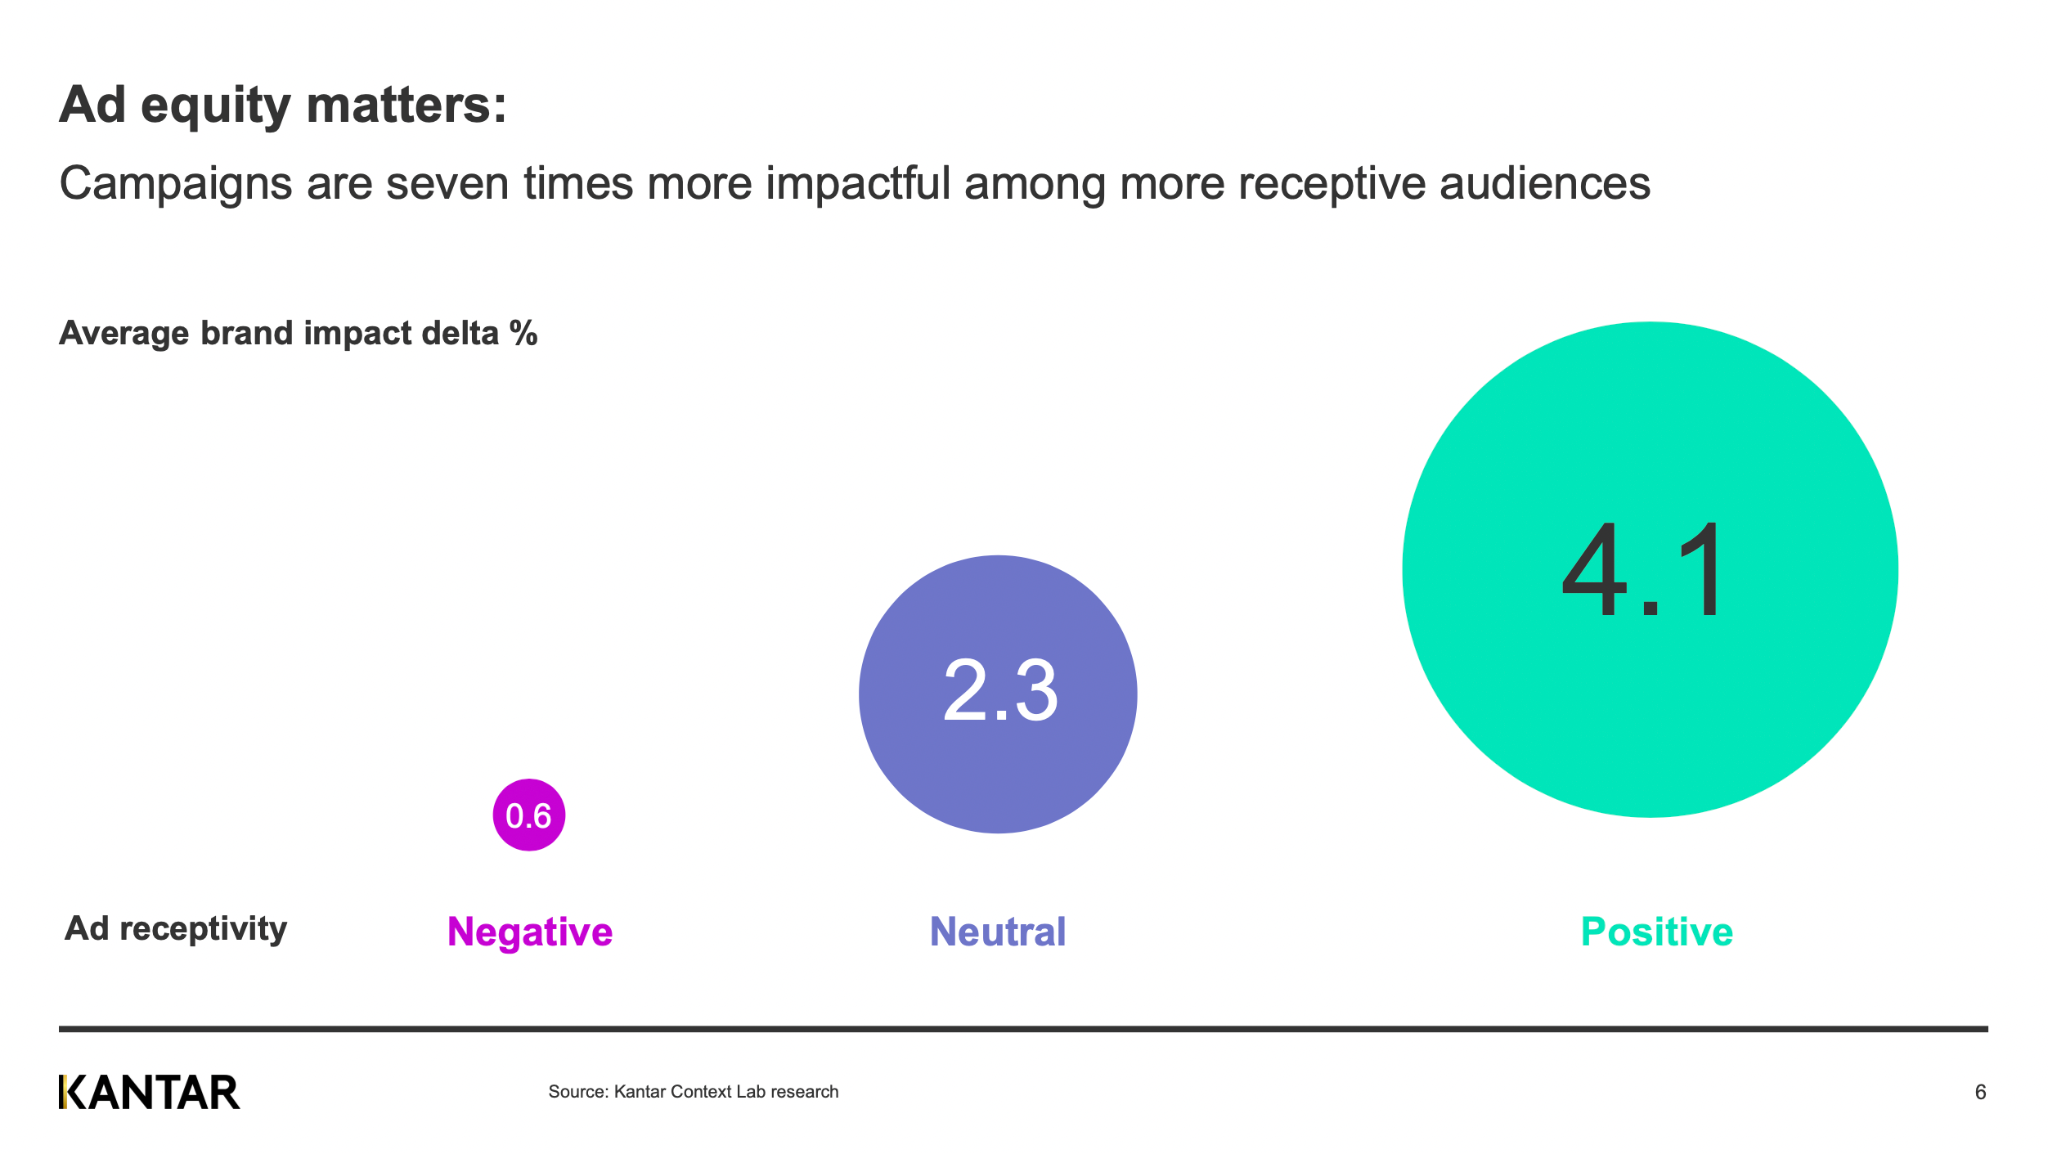 Ad equity matters:
Campaigns are seven times more impactful among more receptive audiences
Average brand impact delta %
0.6
2.3
4.1
Ad receptivity
Negative
Neutral
Positive
KANTAR
Source: Kantar Context Lab research
6